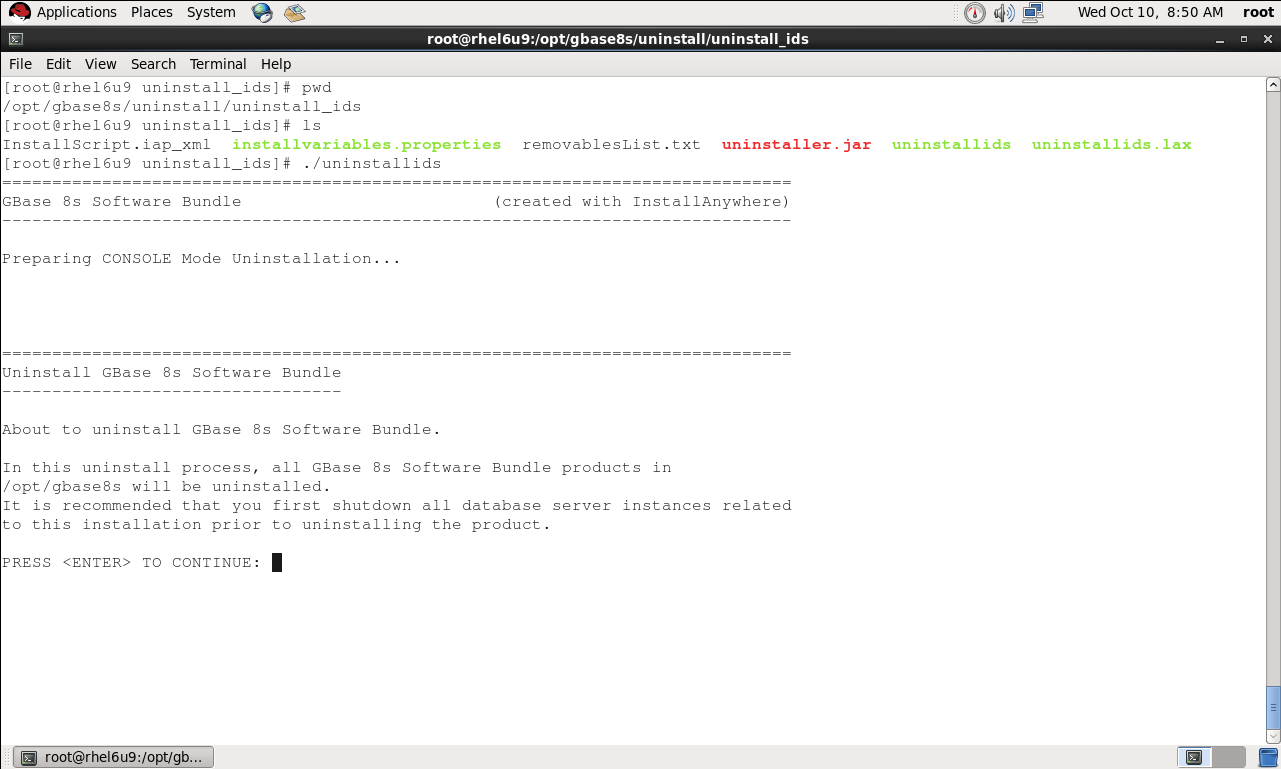 Applications Places System Wed Oct 10, 8:50 AM root
root@rhel6u9:/opt/gbase8s/uninstall/uninstall_ids
File Edit View Search Terminal Help
[root@rhel6u9 uninstall_ids]# pwd
/opt/gbase8s/uninstall/uninstall_ids
[root@rhel6u9 uninstall_ids]# ls
InstallScript.iap_xml installvariables.properties removablesList.txt uninstaller.jar uninstallids uninstallids.lax
[root@rhel6u9 uninstall_ids]# ./uninstallids
===============================================================================
GBase 8s Software Bundle (created with InstallAnywhere)
-------------------------------------------------------------------------------
Preparing CONSOLE Mode Uninstallation...
===============================================================================
Uninstall GBase 8s Software Bundle
----------------------------------
About to uninstall GBase 8s Software Bundle.
In this uninstall process, all GBase 8s Software Bundle products in
/opt/gbase8s will be uninstalled.
It is recommended that you first shutdown all database server instances related
to this installation prior to uninstalling the product.
PRESS <ENTER> TO CONTINUE:
root@rhel6u9:/opt/gb...